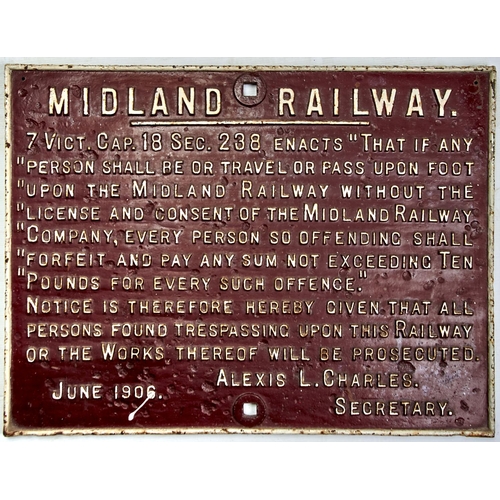 MIDLAND RAILWAY.
7 VICT. CAP. 18 SEC. 238, ENACTS "THAT IF ANY
"PERSON SHALL BE OR TRAVEL OR PASS UPON FOOT
"UPON THE MIDLAND RAILWAY WITHOUT THE
"LICENSE AND CONSENT OF THE MIDLAND RAILWAY
"COMPANY, EVERY PERSON SO OFFENDING SHALL
"FORFEIT AND PAY ANY SUM NOT EXCEEDING TEN
"POUNDS FOR EVERY SUCH OFFENCE."
NOTICE IS THEREFORE HEREBY GIVEN THAT ALL
PERSONS FOUND TRESPASSING UPON THIS RAILWAY
OR THE WORKS THEREOF WILL BE PROSECUTED.
ALEXIS L. CHARLES.
JUNE 1906.
SECRETARY.